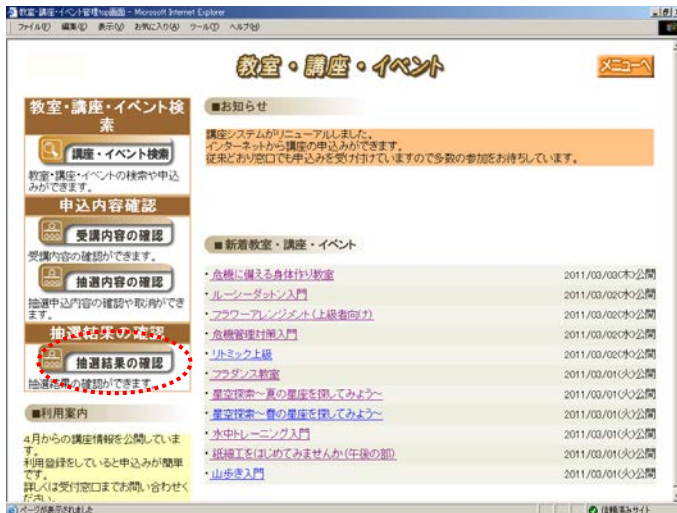 教室・講座・イベント管理top画面 - Microsoft Internet Explorer
ファイル(F) 編集(E) 表示(V) お気に入り(A) ツール(T) ヘルプ(H)
教室・講座・イベント
メニューへ
教室・講座・イベント検
索
講座・イベント検索
教室・講座・イベントの検索や申込
みができます。
申込内容確認
受講内容の確認
受講内容の確認ができます。
抽選内容の確認
抽選申込内容の確認や取消ができ
ます。
抽選結果の確認
抽選結果の確認
抽選結果の確認ができます。
■利用案内
4月からの講座情報を公開していま
す。
利用登録をしていると申込みが簡単
です。
詳しくは受付窓口までお問い合わせく
ださい。
■お知らせ
講座システムがリニューアルしました。
インターネットから講座の申込みができます。
従来どおり窓口でも申込みを受け付けていますので多数の参加をお待ちしています。
■新着教室・講座・イベント
・危機に備える身体作り教室 2011/03/03(木)公開
・ルーシーダットン入門 2011/03/02(水)公開
・フラワーアレンジメント(上級者向け) 2011/03/02(水)公開
・危機管理対策入門 2011/03/02(水)公開
・リトミック上級 2011/03/02(水)公開
・フラダンス教室 2011/03/01(火)公開
・星空探索～夏の星座を探してみよう～ 2011/03/01(火)公開
・星空探索～春の星座を探してみよう～ 2011/03/01(火)公開
・水中トレーニング入門 2011/03/01(火)公開
・紙細工をはじめてみませんか(午後の部) 2011/03/01(火)公開
・山歩き入門 2011/03/01(火)公開
ページが表示されました
信頼済みサイト